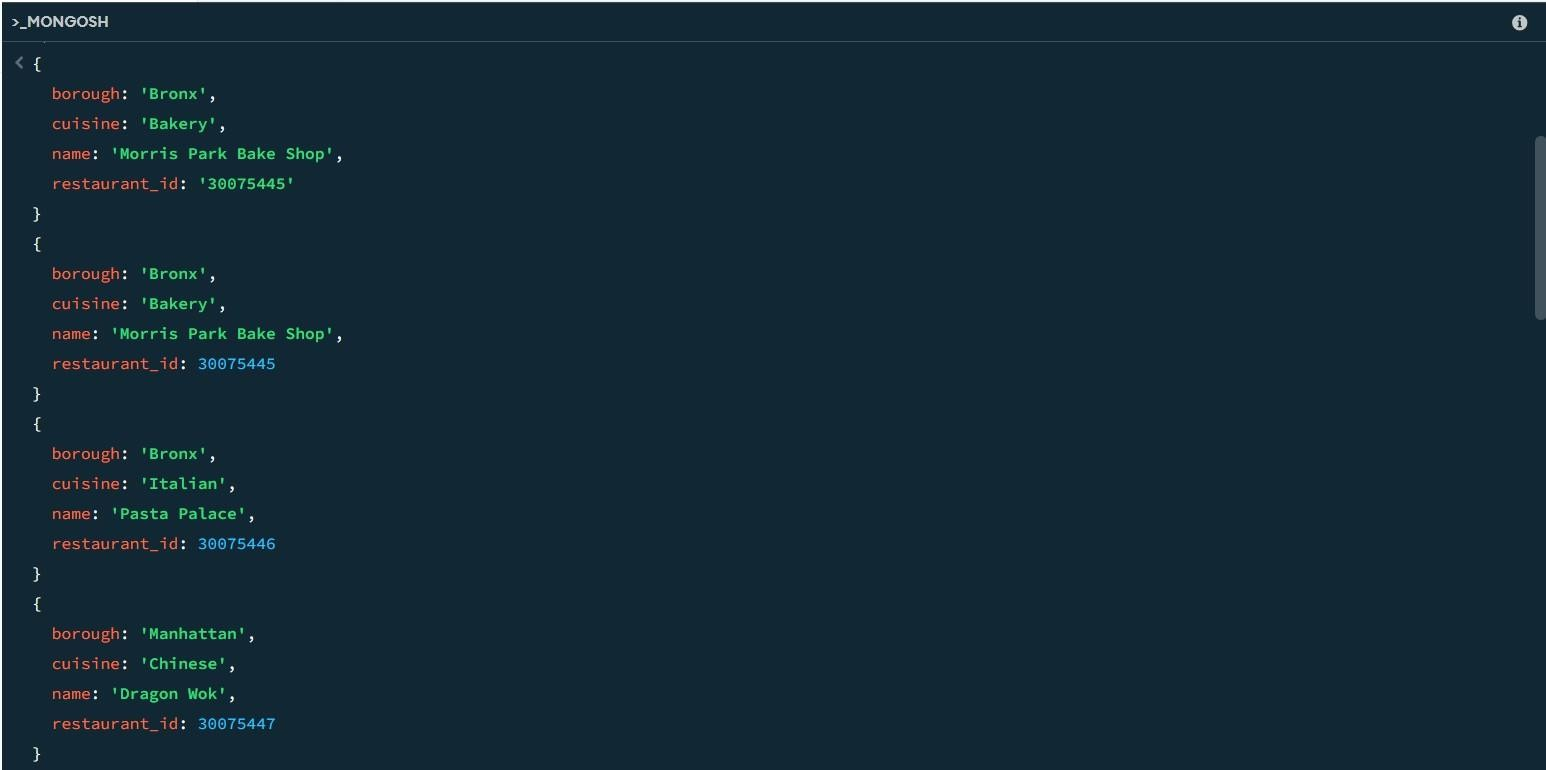 >_MONGOSH
{
borough: 'Bronx',
cuisine: 'Bakery',
name: 'Morris Park Bake Shop',
restaurant_id: '30075445'
}
{
borough: 'Bronx',
cuisine: 'Bakery',
name: 'Morris Park Bake Shop',
restaurant_id: 30075445
}
{
borough: 'Bronx',
cuisine: 'Italian',
name: 'Pasta Palace',
restaurant_id: 30075446
}
{
borough: 'Manhattan',
cuisine: 'Chinese',
name: 'Dragon Wok',
restaurant_id: 30075447
}